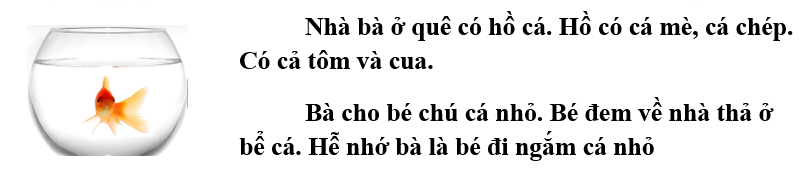 Nhà bà ở quê có hồ cá. Hồ có cá mè, cá chép.
Có cả tôm và cua.
Bà cho bé chú cá nhỏ. Bé đem về nhà thả ở
bể cá. Hễ nhớ bà là bé đi ngắm cá nhỏ